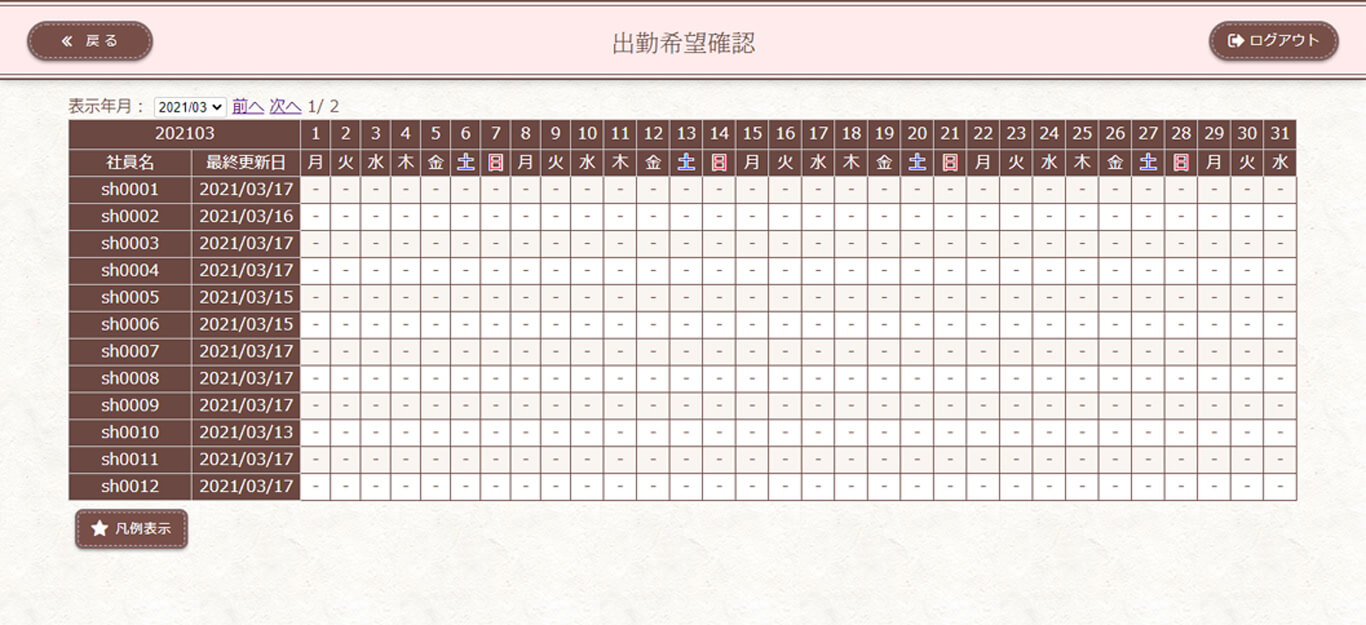 戻る
出勤希望確認
ログアウト
表示年月： 2021/03 前へ 次へ 1/ 2
202103 1 2 3 4 5 6 7 8 9 10 11 12 13 14 15 16 17 18 19 20 21 22 23 24 25 26 27 28 29 30 31
社員名 最終更新日 月 火 水 木 金 土 日 月 火 水 木 金 土 日 月 火 水 木 金 土 日 月 火 水 木 金 土 日 月 火 水
sh0001 2021/03/17 - - - - - - - - - - - - - - - - - - - - - - - - - - - - - - -
sh0002 2021/03/16 - - - - - - - - - - - - - - - - - - - - - - - - - - - - - - -
sh0003 2021/03/17 - - - - - - - - - - - - - - - - - - - - - - - - - - - - - - -
sh0004 2021/03/17 - - - - - - - - - - - - - - - - - - - - - - - - - - - - - - -
sh0005 2021/03/15 - - - - - - - - - - - - - - - - - - - - - - - - - - - - - - -
sh0006 2021/03/15 - - - - - - - - - - - - - - - - - - - - - - - - - - - - - - -
sh0007 2021/03/17 - - - - - - - - - - - - - - - - - - - - - - - - - - - - - - -
sh0008 2021/03/17 - - - - - - - - - - - - - - - - - - - - - - - - - - - - - - -
sh0009 2021/03/17 - - - - - - - - - - - - - - - - - - - - - - - - - - - - - - -
sh0010 2021/03/13 - - - - - - - - - - - - - - - - - - - - - - - - - - - - - - -
sh0011 2021/03/17 - - - - - - - - - - - - - - - - - - - - - - - - - - - - - - -
sh0012 2021/03/17 - - - - - - - - - - - - - - - - - - - - - - - - - - - - - - -
凡例表示